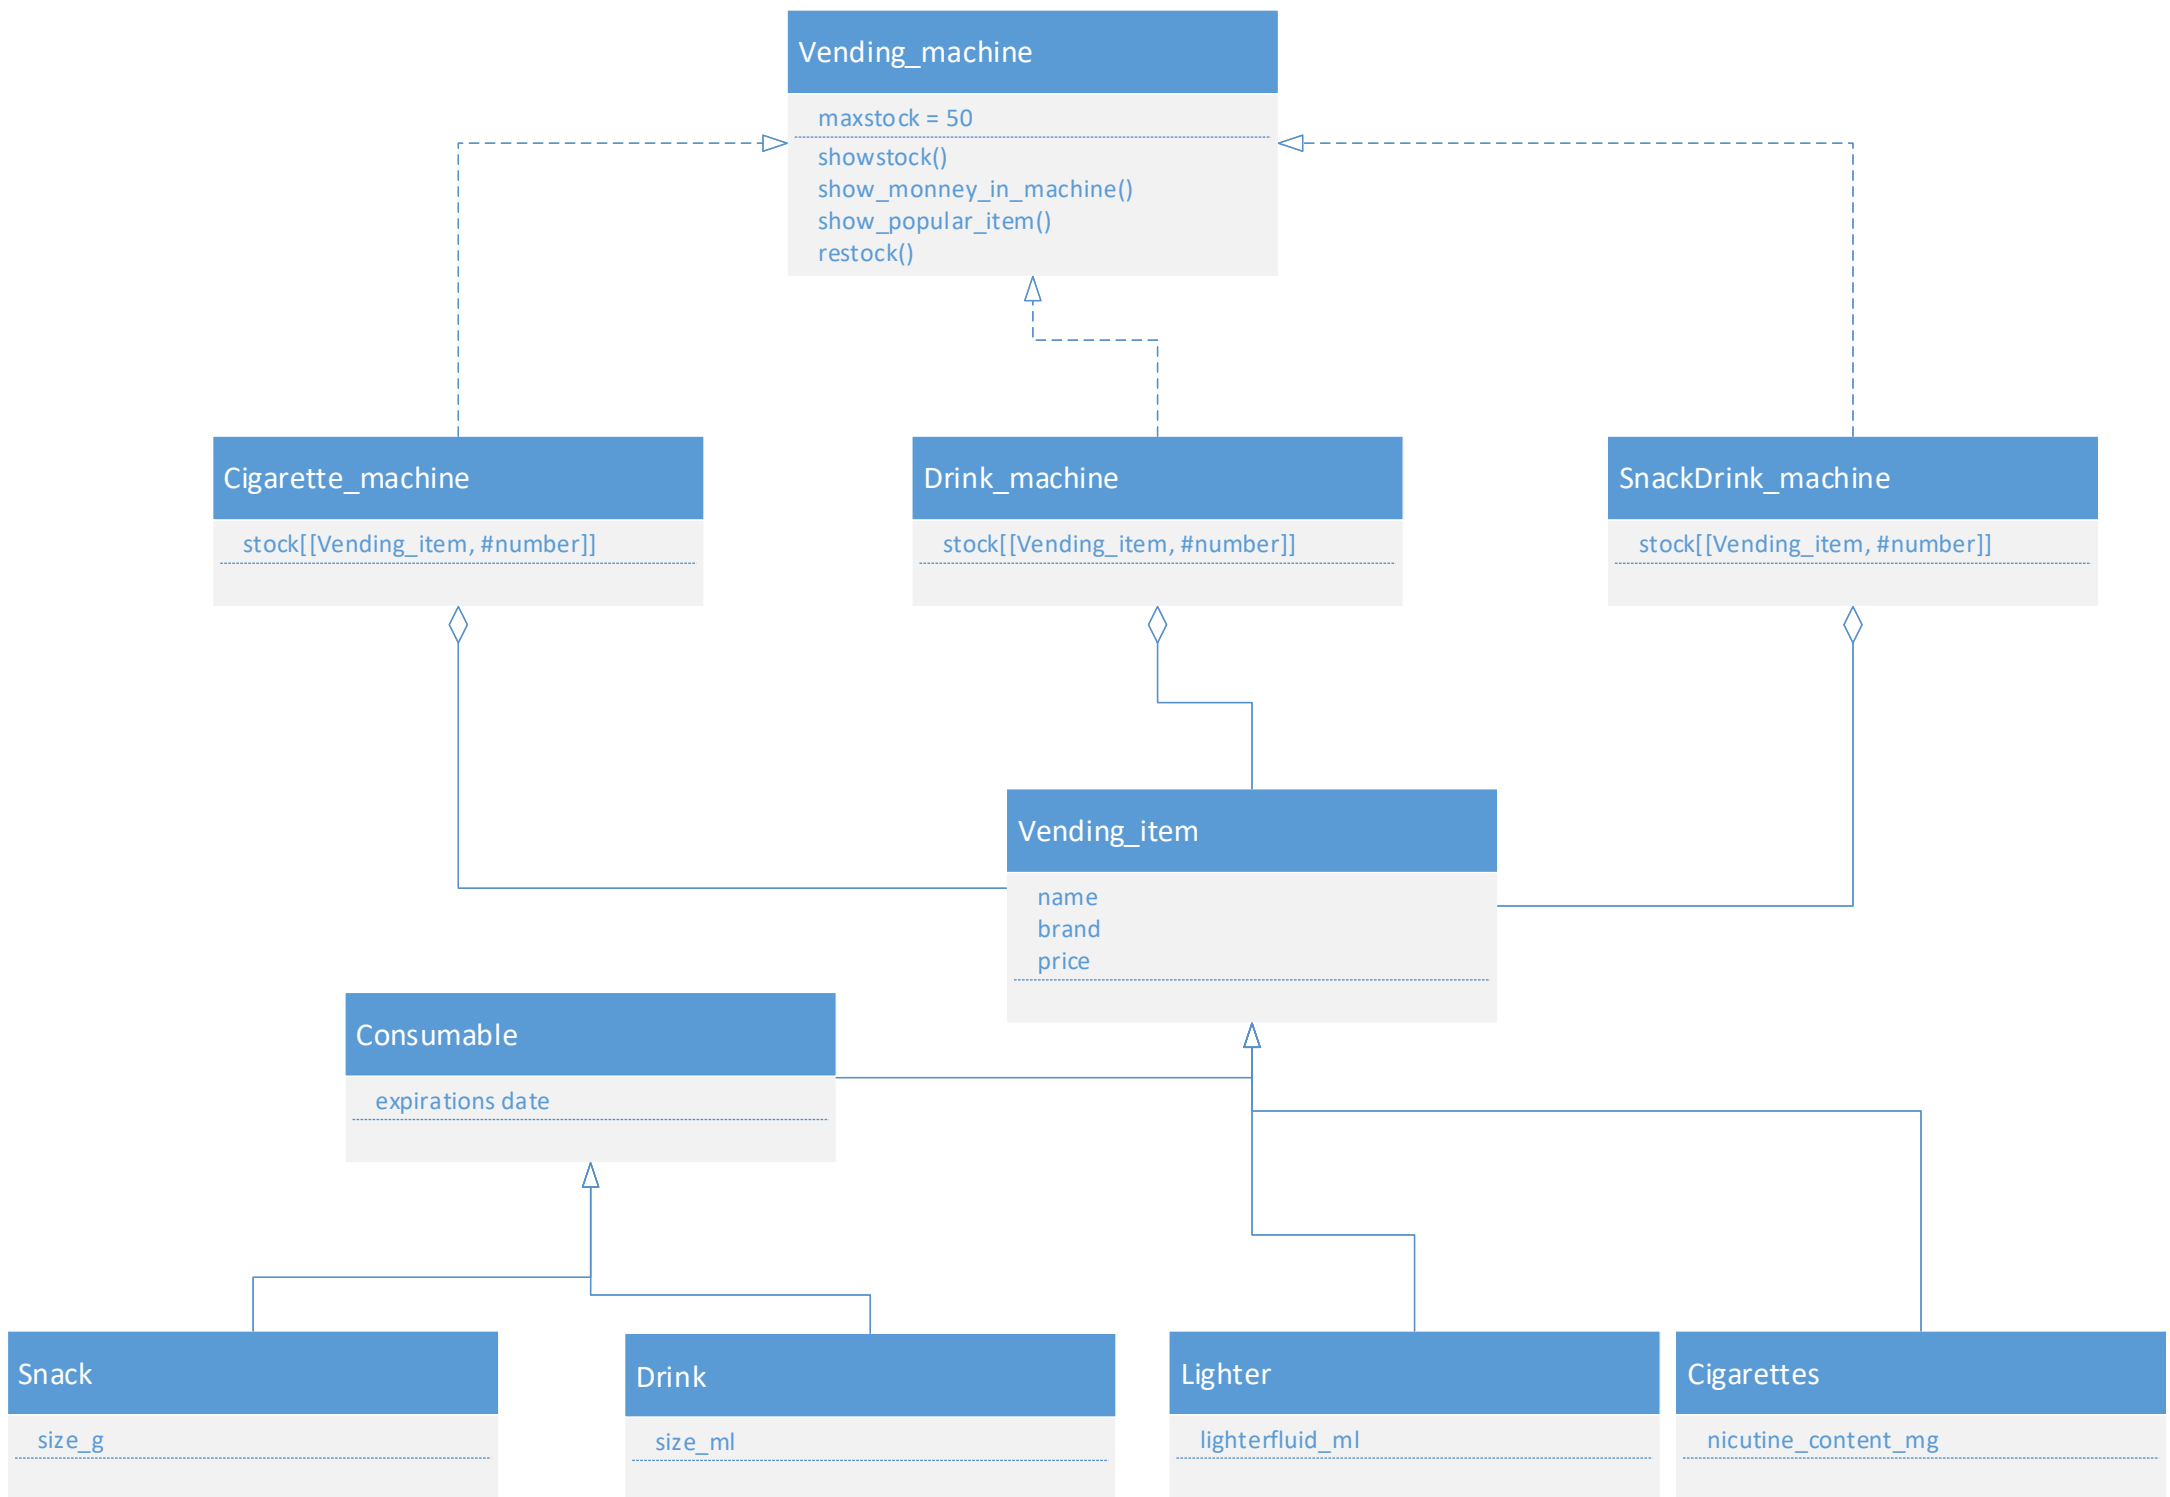 Vending_machine
maxstock = 50
showstock()
show_monney_in_machine()
show_popular_item()
restock()
Cigarette_machine
stock[[Vending_item, #number]]
Drink_machine
stock[[Vending_item, #number]]
SnackDrink_machine
stock[[Vending_item, #number]]
Vending_item
name
brand
price
Consumable
expirations date
Snack
size_g
Drink
size_ml
Lighter
lighterfluid_ml
Cigarettes
nicutine_content_mg